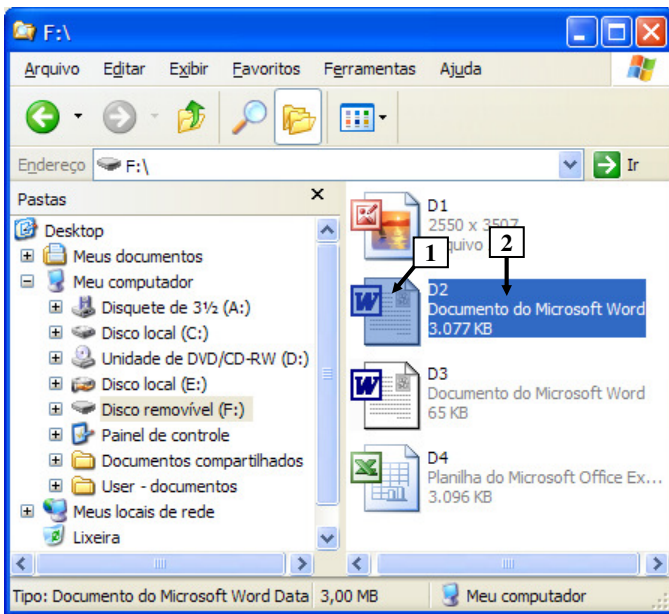 F:\
Arquivo Editar Exibir Favoritos Ferramentas Ajuda
Endereço F:\ Ir
Pastas
Desktop
Meus documentos
Meu computador
Disquete de 3½ (A:)
Disco local (C:)
Unidade de DVD/CD-RW (D:)
Disco local (E:)
Disco removível (F:)
Painel de controle
Documentos compartilhados
User - documentos
Meus locais de rede
Lixeira
D1
2550 x 3507
1
2
D2
Documento do Microsoft Word
3.077 KB
D3
Documento do Microsoft Word
65 KB
D4
Planilha do Microsoft Office Ex...
3.096 KB
Tipo: Documento do Microsoft Word Data 3,00 MB Meu computador